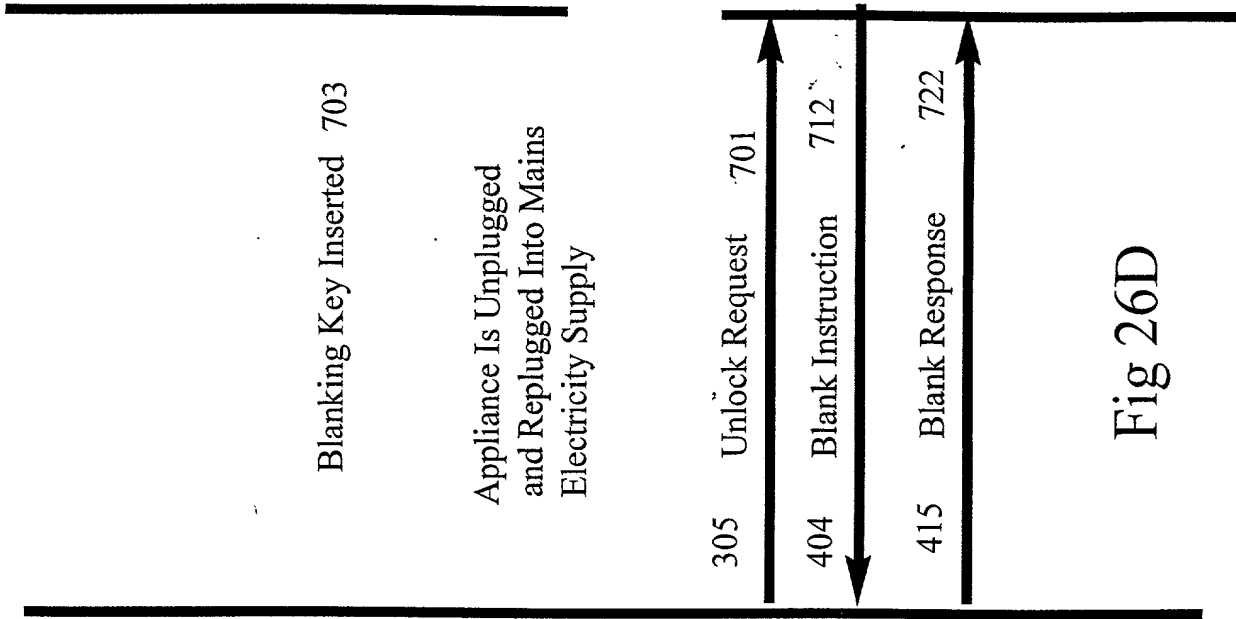 Blanking Key Inserted 703
Appliance Is Unplugged
and Replugged Into Mains
Electricity Supply
305 Unlock Request 701
404 Blank Instruction 712
415 Blank Response 722
Fig 26D